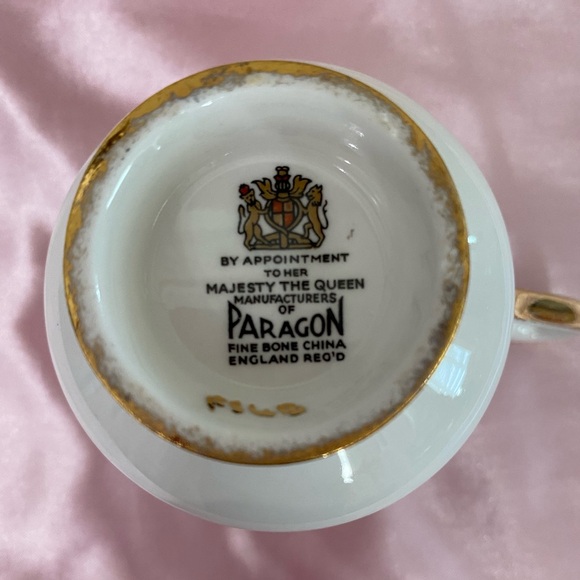 BY APPOINTMENT
TO HER
MAJESTY THE QUEEN
MANUFACTURERS
OF
PARAGON
FINE BONE CHINA
ENGLAND REG'D